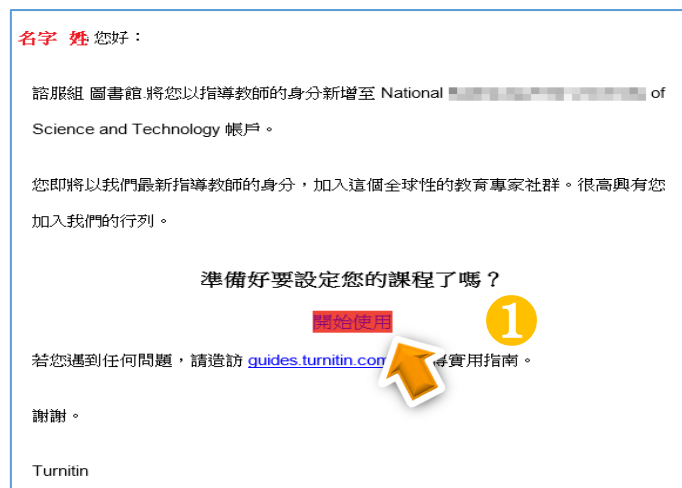 名字 姓 您好：
諮服組 圖書館 將您以指導教師的身分新增至 National of
Science and Technology 帳戶。
您即將以我們最新指導教師的身分，加入這個全球性的教育專家社群。很高興有您
加入我們的行列。
準備好要設定您的課程了嗎？
開始使用
1
若您遇到任何問題，請造訪 guides.turnitin.com 實用指南。
謝謝。
Turnitin